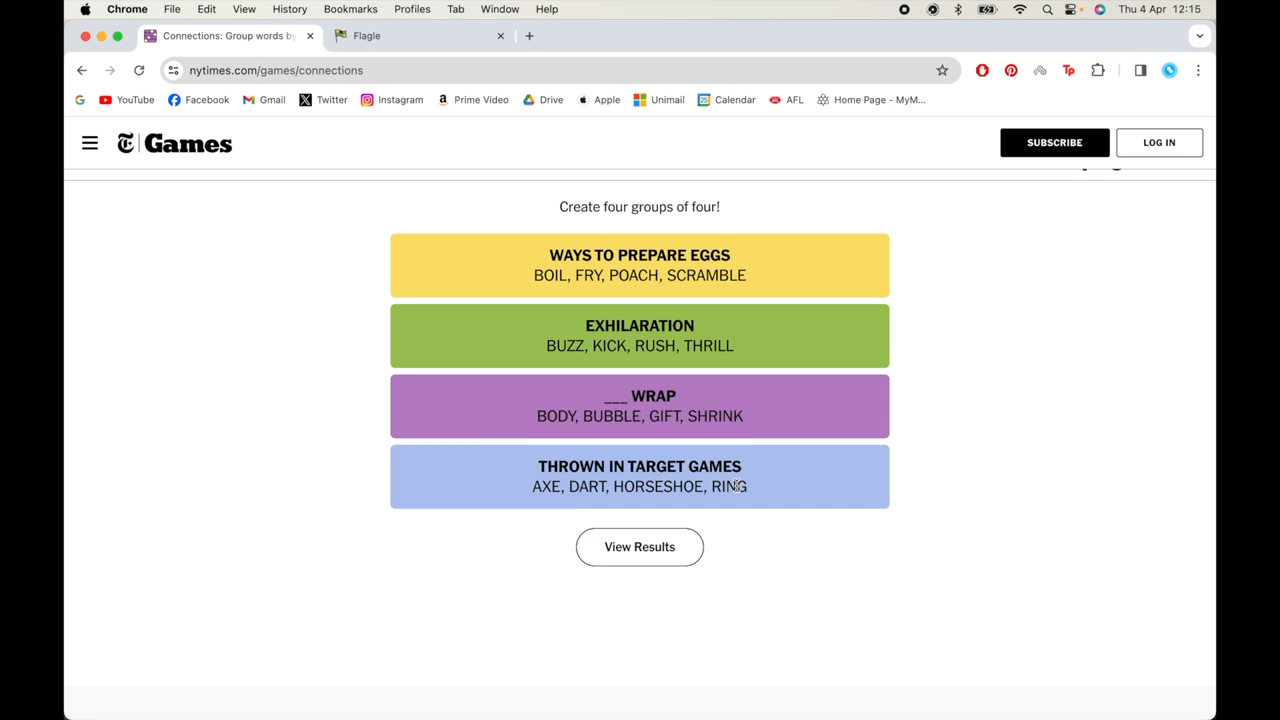 Chrome File Edit View History Bookmarks Profiles Tab Window Help Thu 4 Apr 12:15
Connections: Group words by Flagle
nytimes.com/games/connections
YouTube Facebook Gmail Twitter Instagram Prime Video Drive Apple Unimail Calendar AFL Home Page - MyM...
Games SUBSCRIBE LOG IN
Create four groups of four!
WAYS TO PREPARE EGGS
BOIL, FRY, POACH, SCRAMBLE
EXHILARATION
BUZZ, KICK, RUSH, THRILL
___ WRAP
BODY, BUBBLE, GIFT, SHRINK
THROWN IN TARGET GAMES
AXE, DART, HORSESHOE, RING
View Results